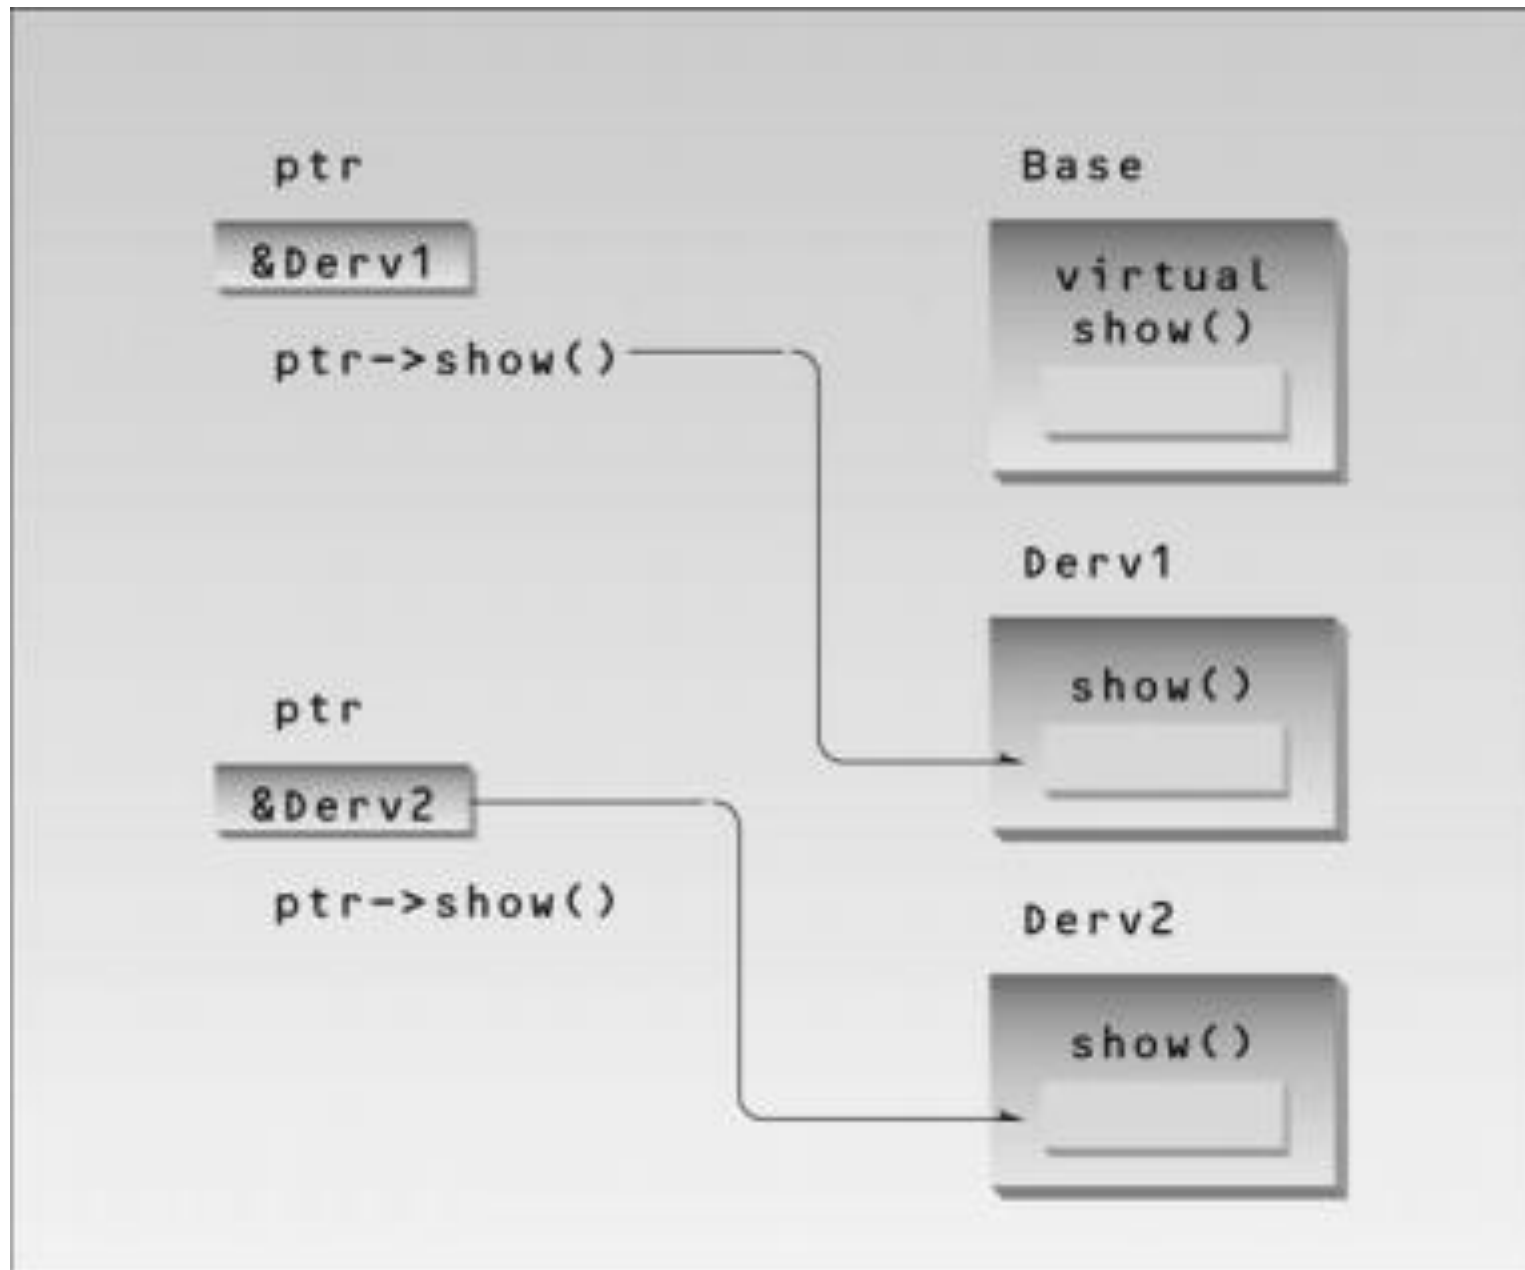 ptr
&Derv1
ptr->show()
Base
virtual
show()
Derv1
show()
ptr
&Derv2
ptr->show()
Derv2
show()